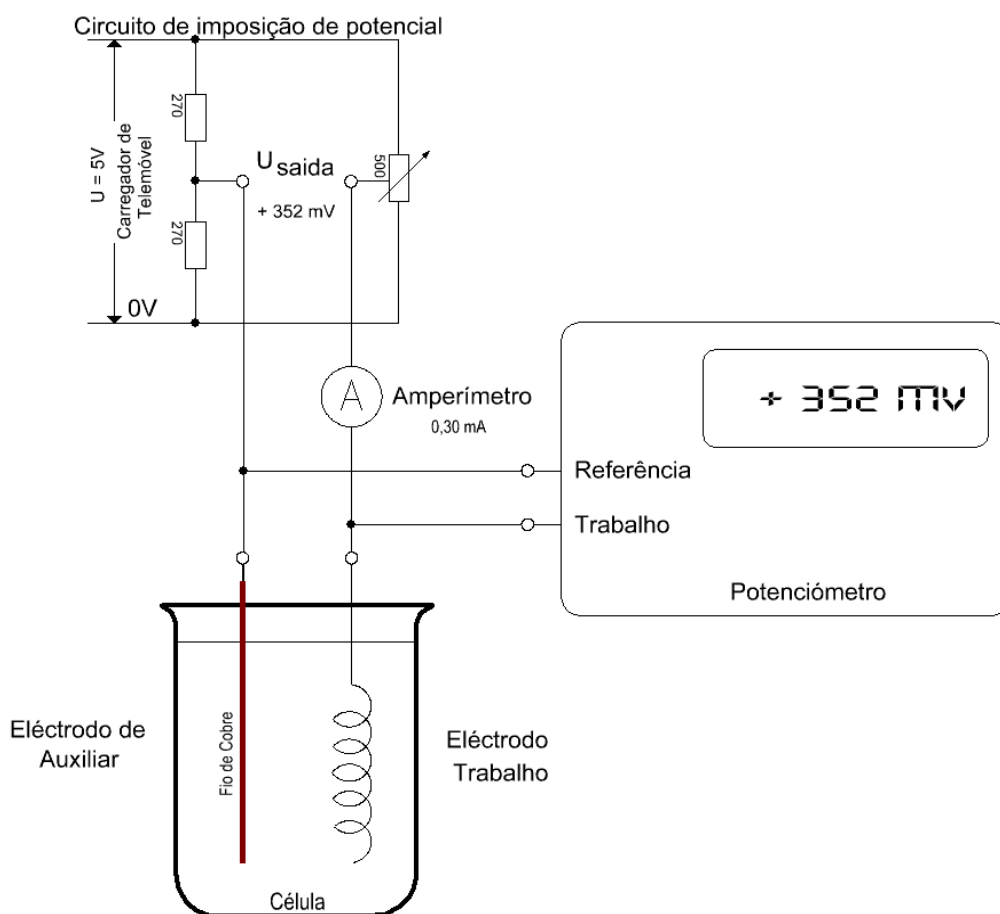 Circuito de imposição de potencial
270
270
U = 5V
Carregador de
Telemóvel
0V
U saida
+ 352 mV
500
A
Amperímetro
0,30 mA
+ 352 mV
Referência
Trabalho
Potenciómetro
Eléctrodo de
Auxiliar
Fio de Cobre
Eléctrodo
Trabalho
Célula